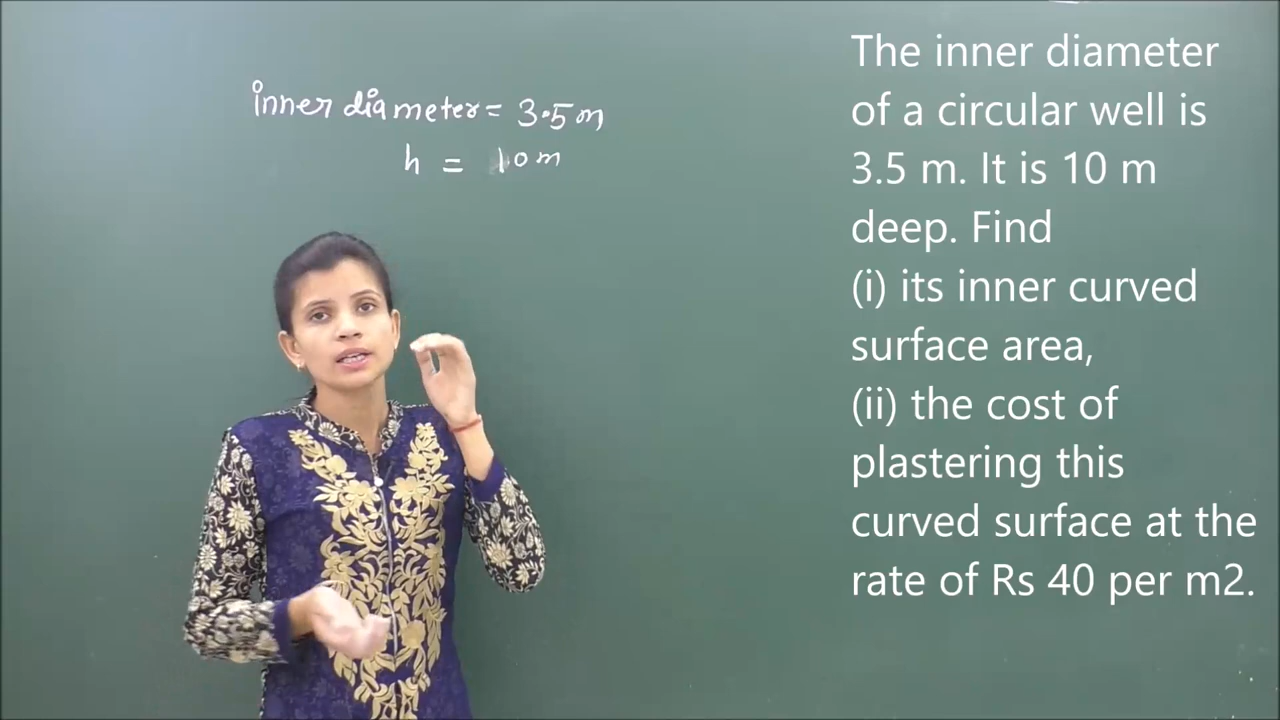 inner diameter = 3.5 m
h = 10 m
The inner diameter
of a circular well is
3.5 m. It is 10 m
deep. Find
(i) its inner curved
surface area,
(ii) the cost of
plastering this
curved surface at the
rate of Rs 40 per m2.